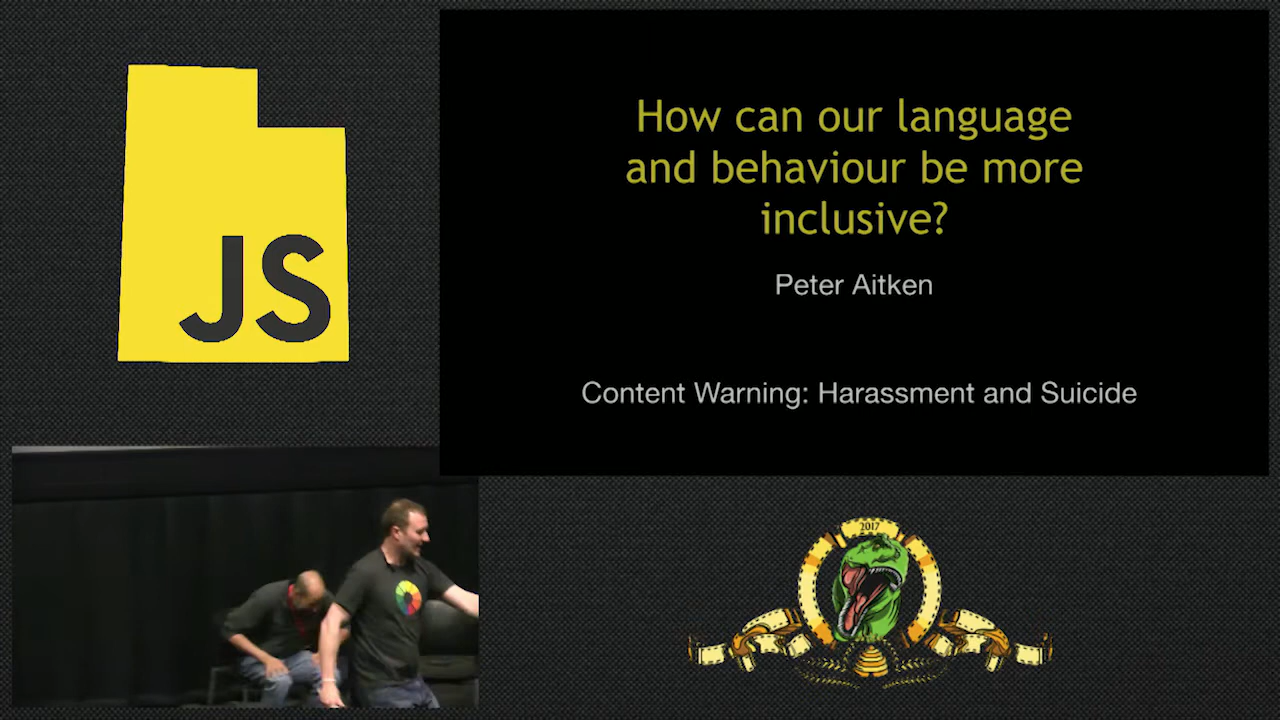 JS
How can our language
and behaviour be more
inclusive?
Peter Aitken
Content Warning: Harassment and Suicide
2017